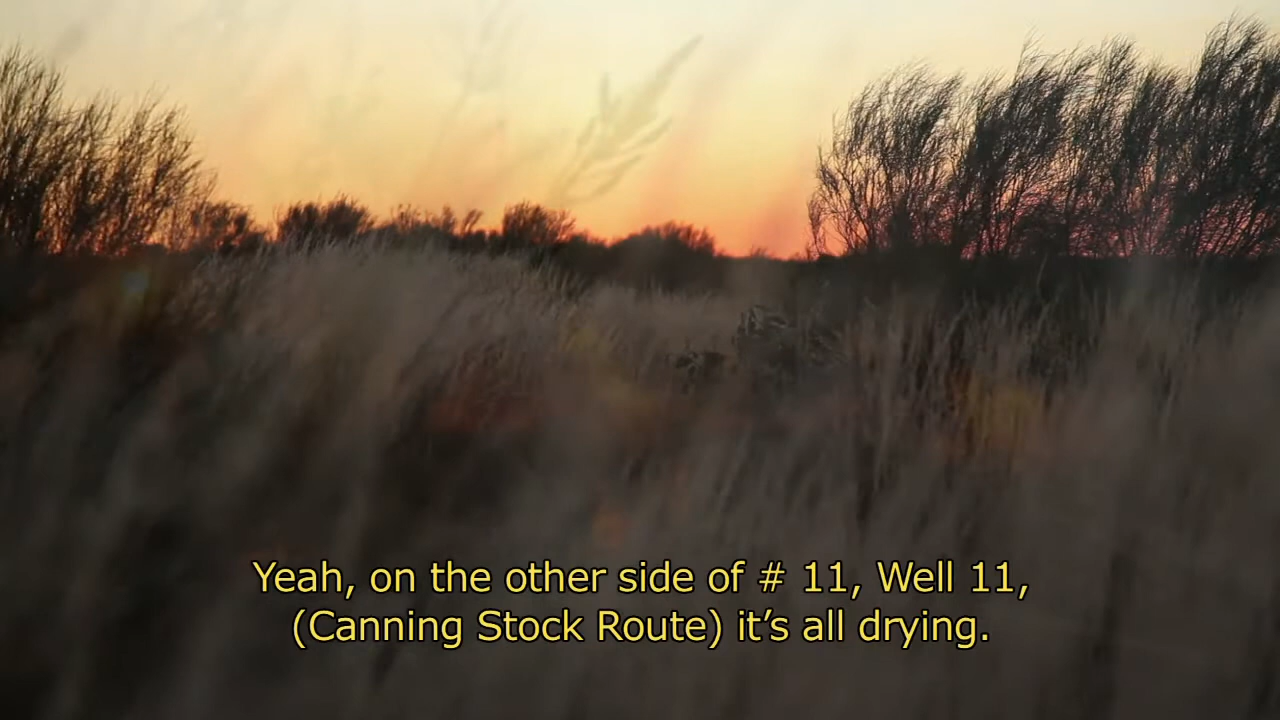 Yeah, on the other side of # 11, Well 11,
(Canning Stock Route) it’s all drying.